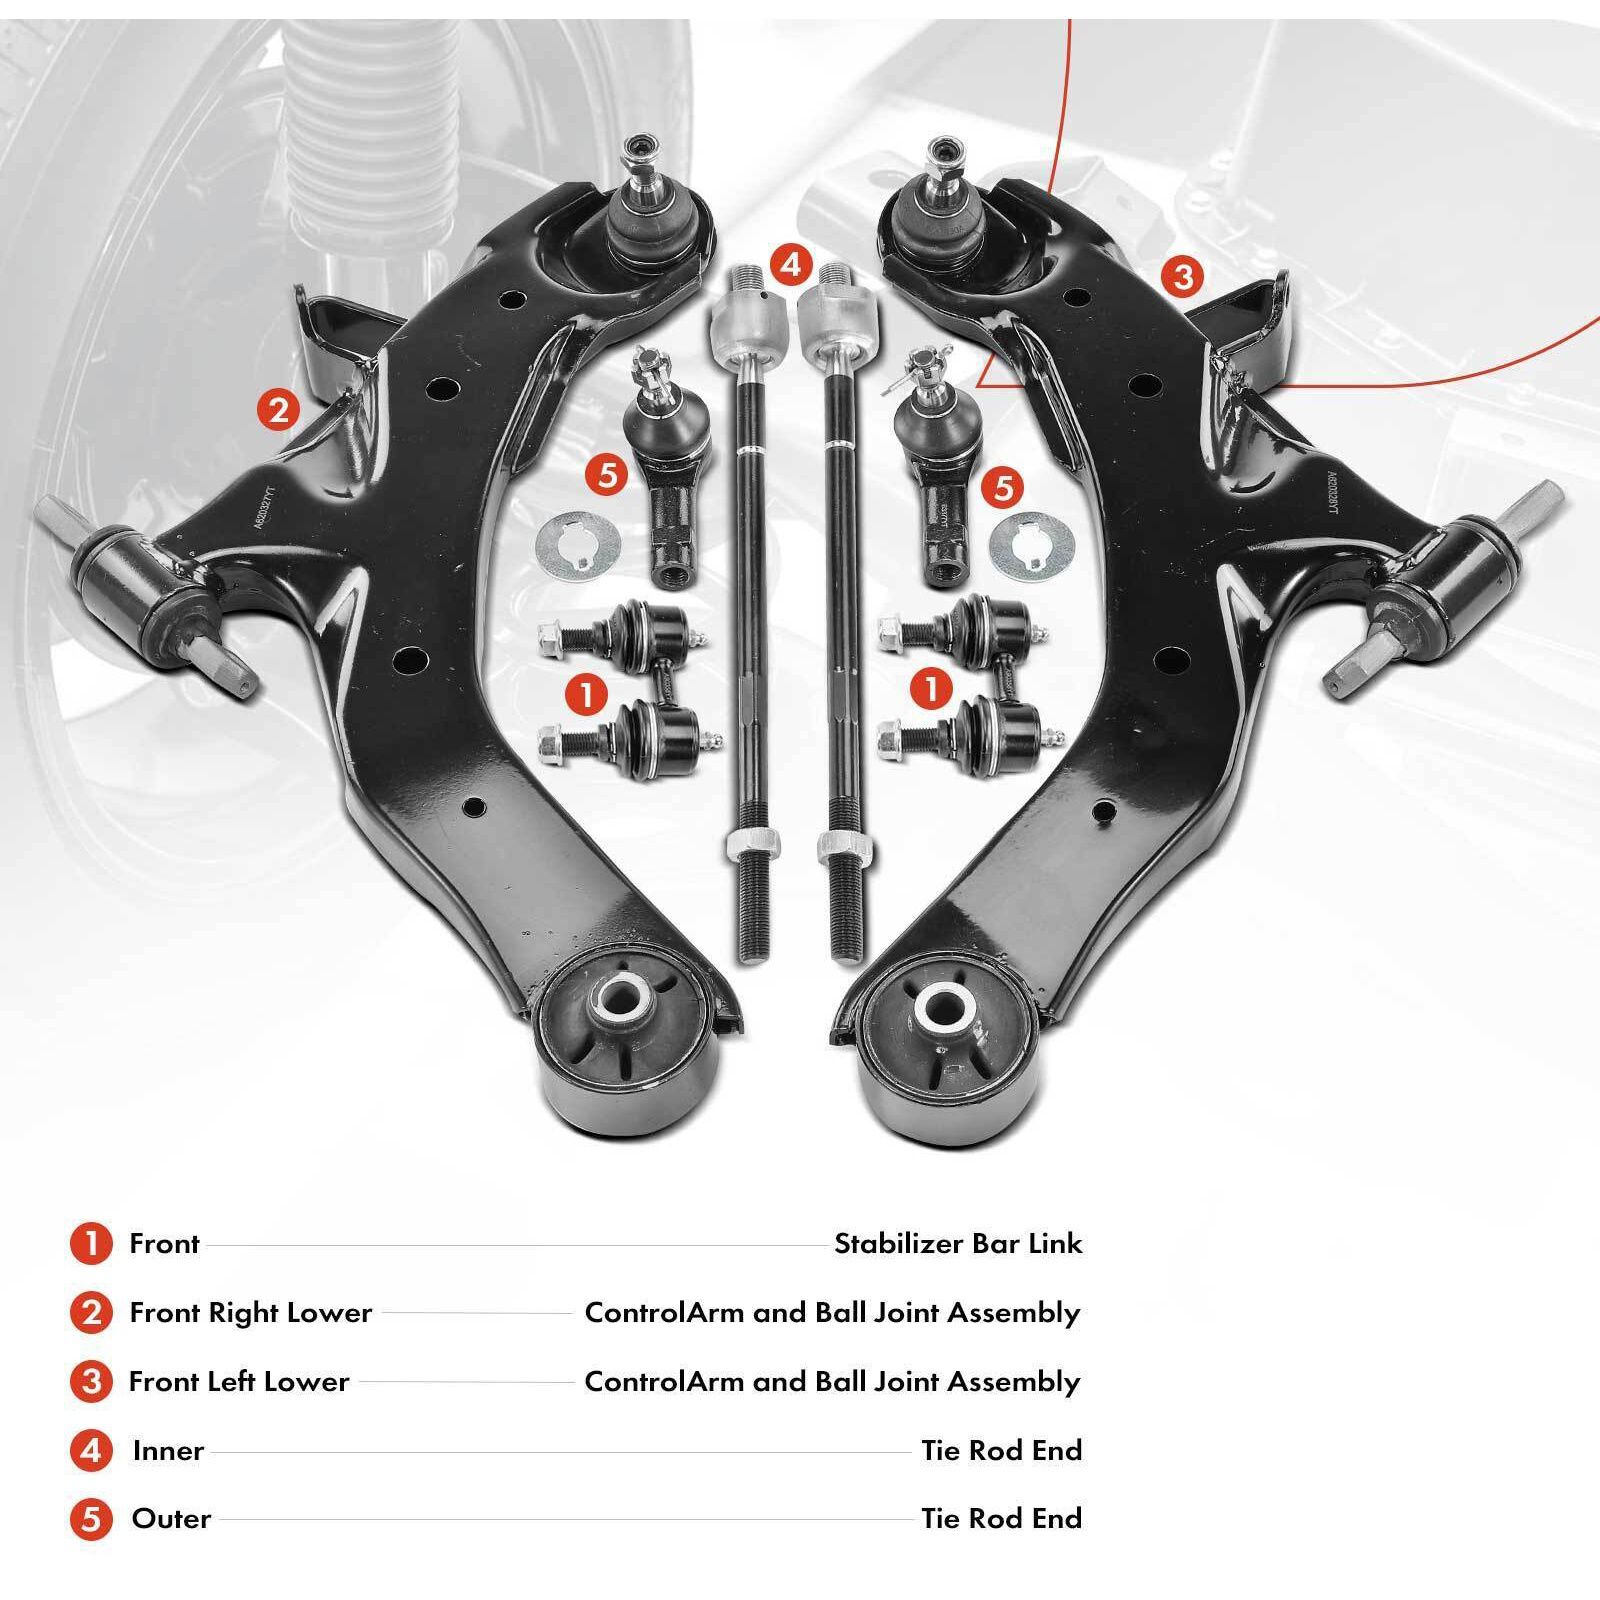 4
3
2
5
5
A620327YT
A620328YT
1
1
1 Front Stabilizer Bar Link
2 Front Right Lower ControlArm and Ball Joint Assembly
3 Front Left Lower ControlArm and Ball Joint Assembly
4 Inner Tie Rod End
5 Outer Tie Rod End